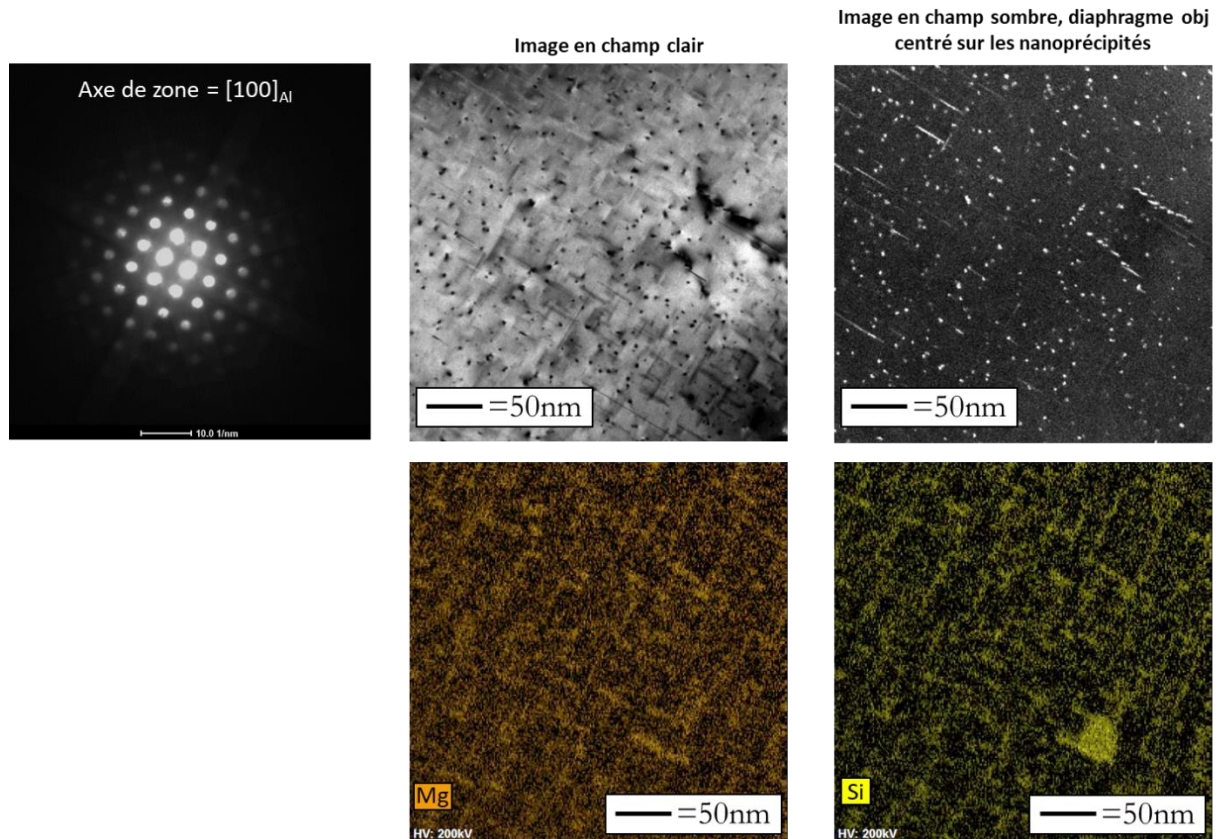 Image en champ sombre, diaphragme obj
centré sur les nanoprécipités
Image en champ clair
Axe de zone = [100]Al
10.0 1/nm
=50nm
=50nm
Mg
HV: 200kV
=50nm
Si
HV: 200kV
=50nm